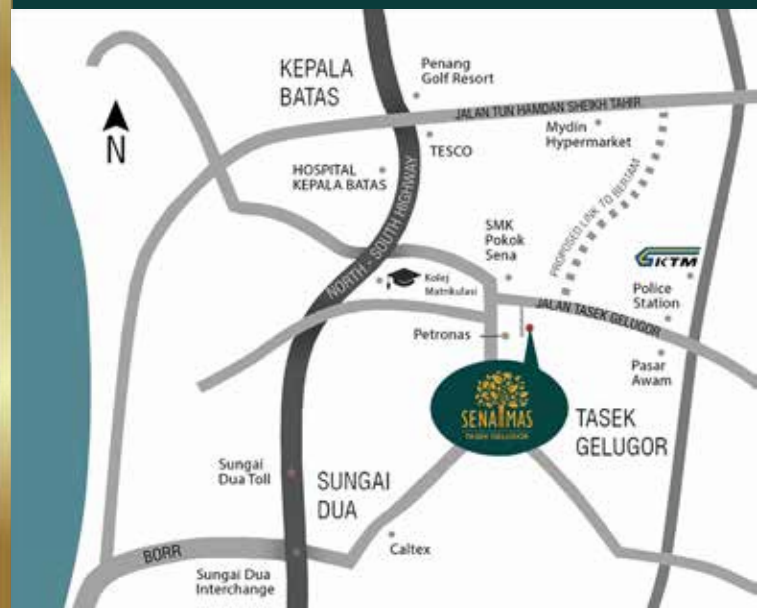 Penang
Golf Resort
KEPALA
BATAS
JALAN TUN HAMDAN SHEIKH TAHIR
Mydin
Hypermarket
TESCO
N
HOSPITAL
KEPALA BATAS
NORTH - SOUTH HIGHWAY
PROPOSED LINK TO BERTAM
SMK
Pokok
Sena
KTM
Kolej
Matrikulasi
Police
Station
JALAN TASEK GELUGOR
Petronas
Pasar
Awam
SENA MAS
TASEK GELUGOR
TASEK
GELUGOR
Sungai
Dua Toll
SUNGAI
DUA
BORR
Caltex
Sungai Dua
Interchange